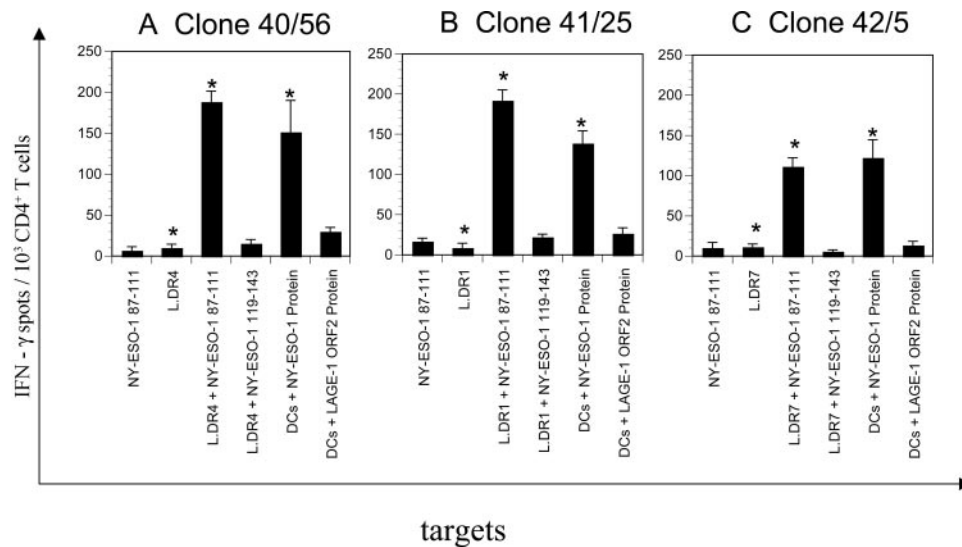 A Clone 40/56
B Clone 41/25
C Clone 42/5
IFN - γ spots / 10³ CD4⁺ T cells
250
200
150
100
50
0
*
*
*
NY-ESO-1 87-111
L.DR4
L.DR4 + NY-ESO-1 87-111
L.DR4 + NY-ESO-1 119-143
DCs + NY-ESO-1 Protein
DCs + LAGE-1 ORF2 Protein
250
200
150
100
50
0
*
*
*
NY-ESO-1 87-111
L.DR1
L.DR1 + NY-ESO-1 87-111
L.DR1 + NY-ESO-1 119-143
DCs + NY-ESO-1 Protein
DCs + LAGE-1 ORF2 Protein
250
200
150
100
50
0
*
*
*
NY-ESO-1 87-111
L.DR7
L.DR7 + NY-ESO-1 87-111
L.DR7 + NY-ESO-1 119-143
DCs + NY-ESO-1 Protein
DCs + LAGE-1 ORF2 Protein
targets